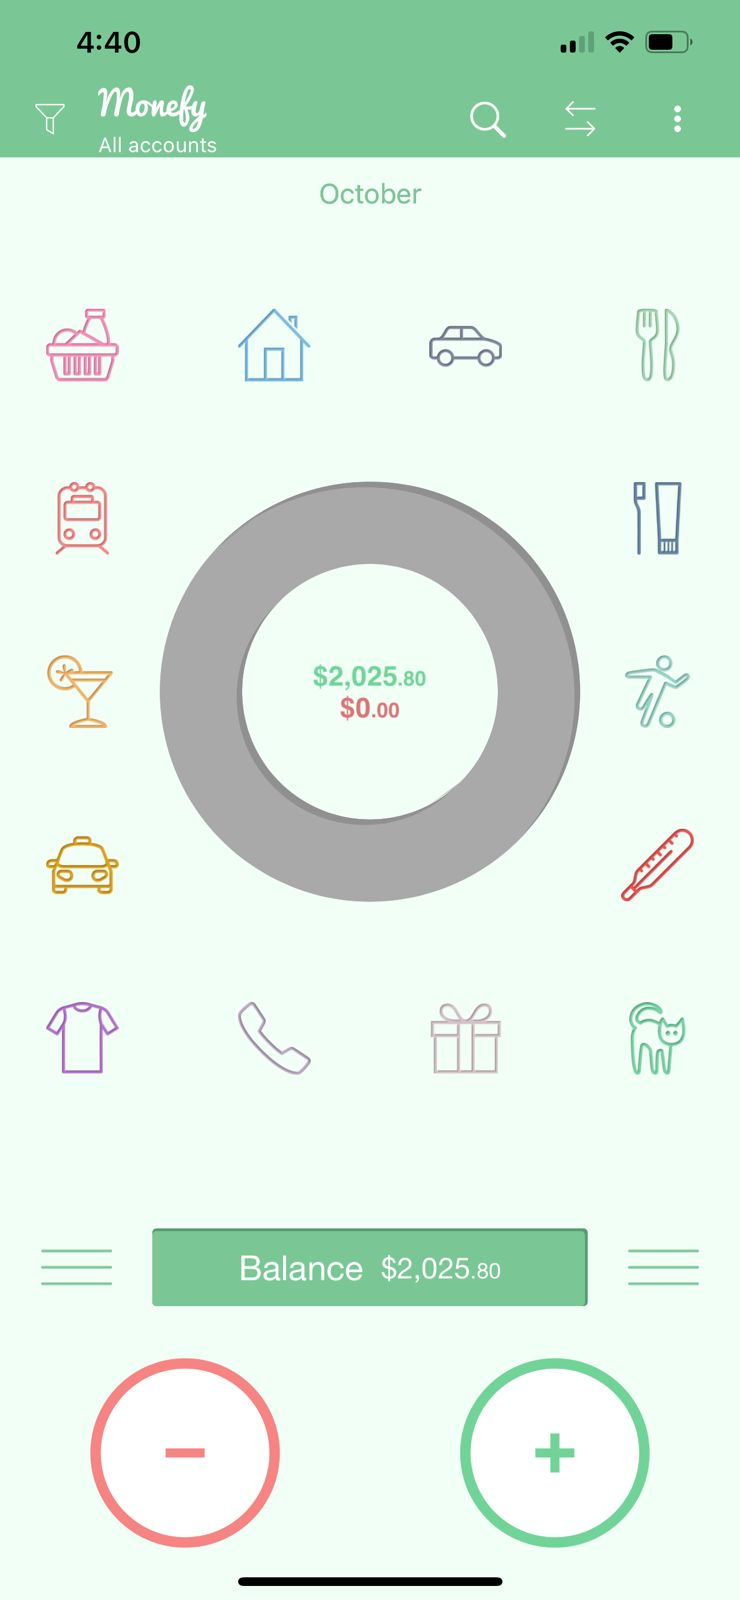 4:40
Monefy
All accounts
October
$2,025.80
$0.00
Balance $2,025.80